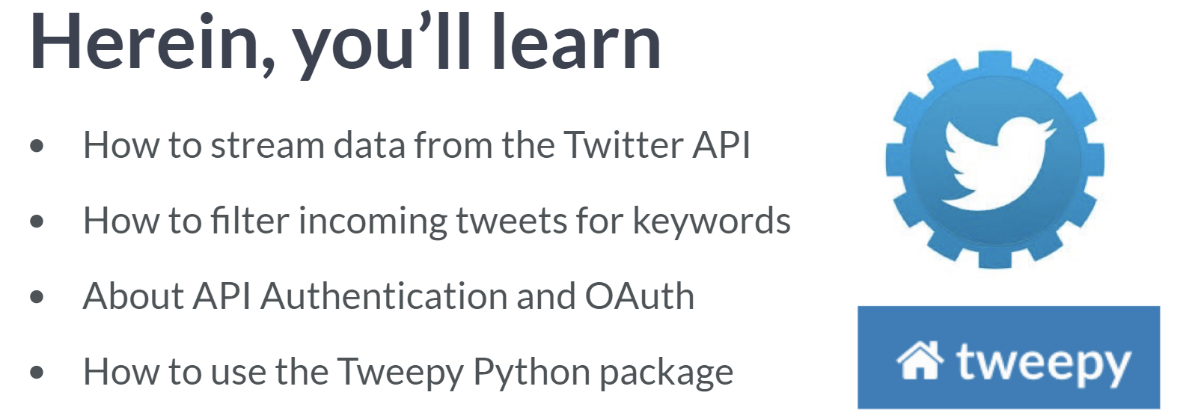 Herein, you’ll learn
• How to stream data from the Twitter API
• How to filter incoming tweets for keywords
• About API Authentication and OAuth
• How to use the Tweepy Python package
tweepy